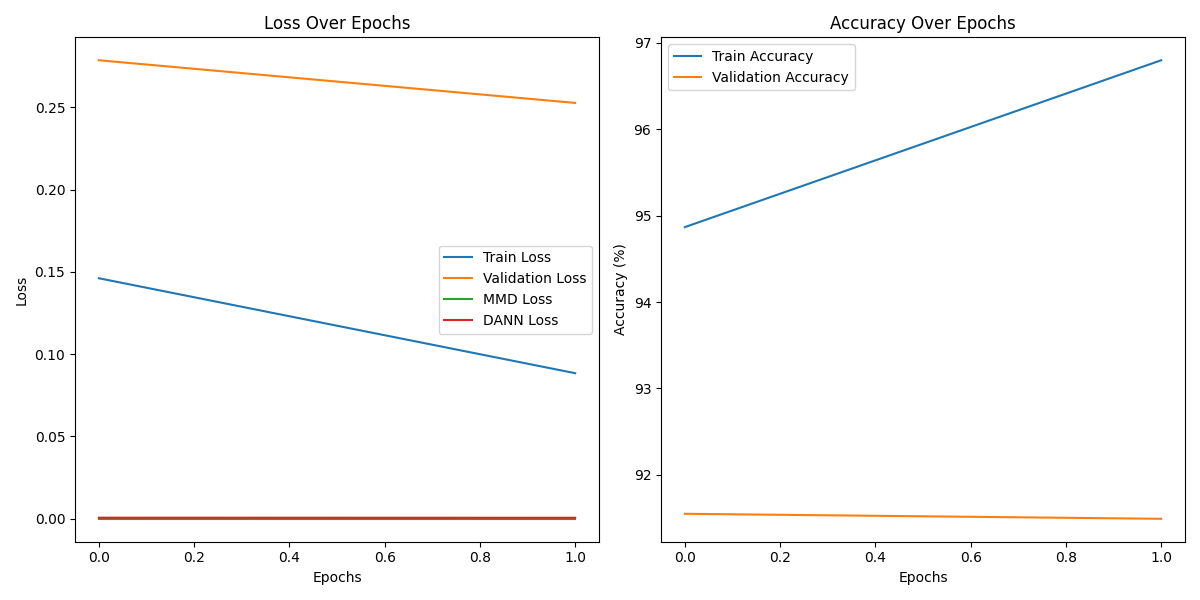 Loss Over Epochs
Loss
0.25
0.20
0.15
0.10
0.05
0.00
Train Loss
Validation Loss
MMD Loss
DANN Loss
0.0 0.2 0.4 0.6 0.8 1.0
Epochs
Accuracy Over Epochs
Accuracy (%)
97
96
95
94
93
92
Train Accuracy
Validation Accuracy
0.0 0.2 0.4 0.6 0.8 1.0
Epochs